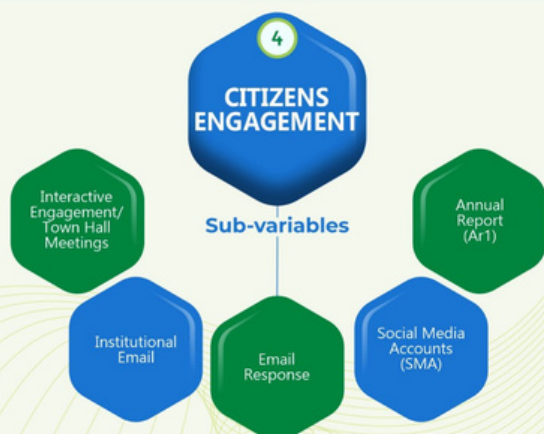 4
CITIZENS
ENGAGEMENT
Sub-variables
Interactive
Engagement/
Town Hall
Meetings
Institutional
Email
Email
Response
Social Media
Accounts
(SMA)
Annual
Report
(Ar1)